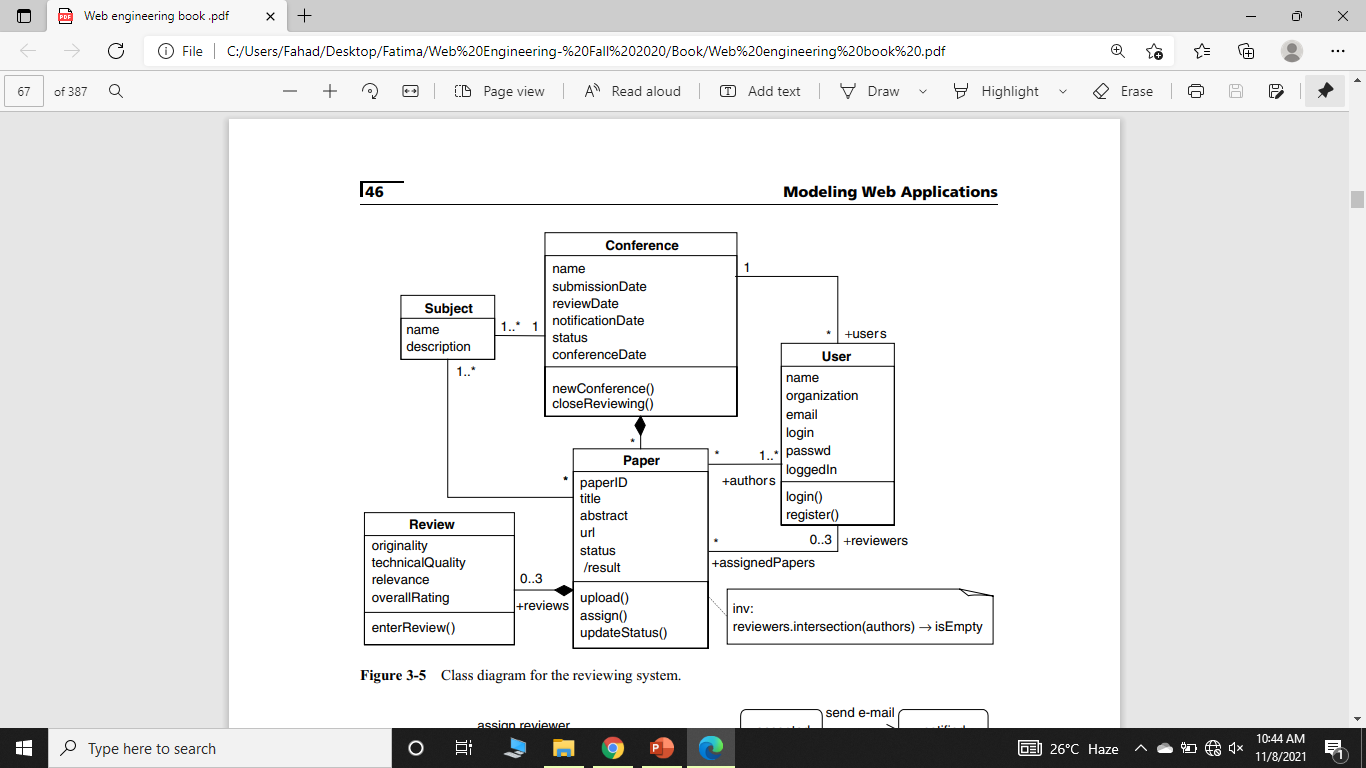 Web engineering book .pdf
File
C:/Users/Fahad/Desktop/Fatima/Web%20Engineering-%20Fall%202020/Book/Web%20engineering%20book%20.pdf
67 of 387
Page view
Read aloud
Add text
Draw
Highlight
Erase
46
Modeling Web Applications
Conference
name
submissionDate
reviewDate
notificationDate
status
conferenceDate
newConference()
closeReviewing()
1
* +users
Subject
name
description
1..* 1
1..*
*
User
name
organization
email
login
passwd
loggedIn
login()
register()
*
Paper
paperID
title
abstract
url
status
/result
upload()
assign()
updateStatus()
* 1..*
+authors
* 0..3 +reviewers
+assignedPapers
Review
originality
technicalQuality
relevance
overallRating
enterReview()
0..3
+reviews
inv:
reviewers.intersection(authors) → isEmpty
Figure 3-5 Class diagram for the reviewing system.
send e-mail
assign reviewer
Type here to search
26°C Haze
10:44 AM
11/8/2021
1